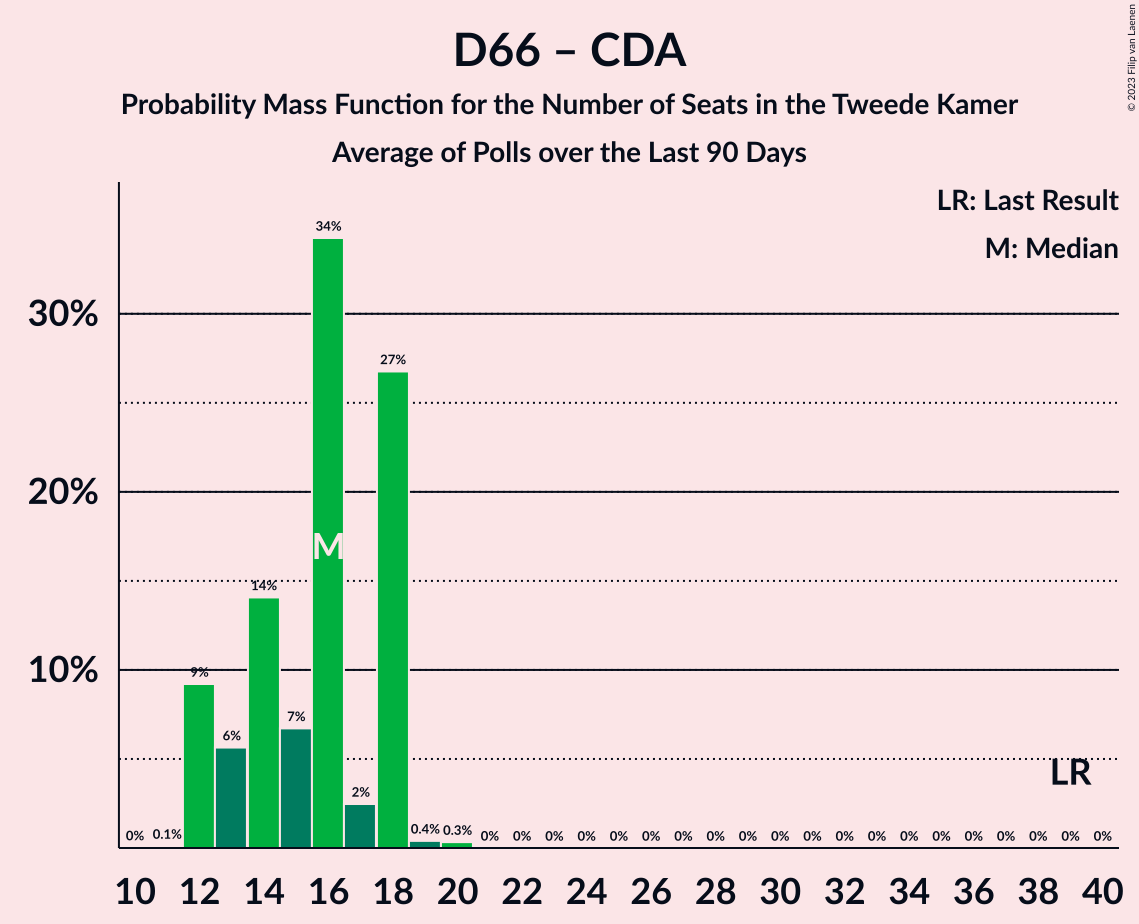 D66 – CDA
Probability Mass Function for the Number of Seats in the Tweede Kamer
Average of Polls over the Last 90 Days
© 2023 Filip van Laenen
LR: Last Result
M: Median
34%
30%
27%
20%
M
14%
10%
9%
7%
6%
LR
2%
0% 0.1% 0.4% 0.3% 0% 0% 0% 0% 0% 0% 0% 0% 0% 0% 0% 0% 0% 0% 0% 0% 0% 0% 0% 0%
10 12 14 16 18 20 22 24 26 28 30 32 34 36 38 40